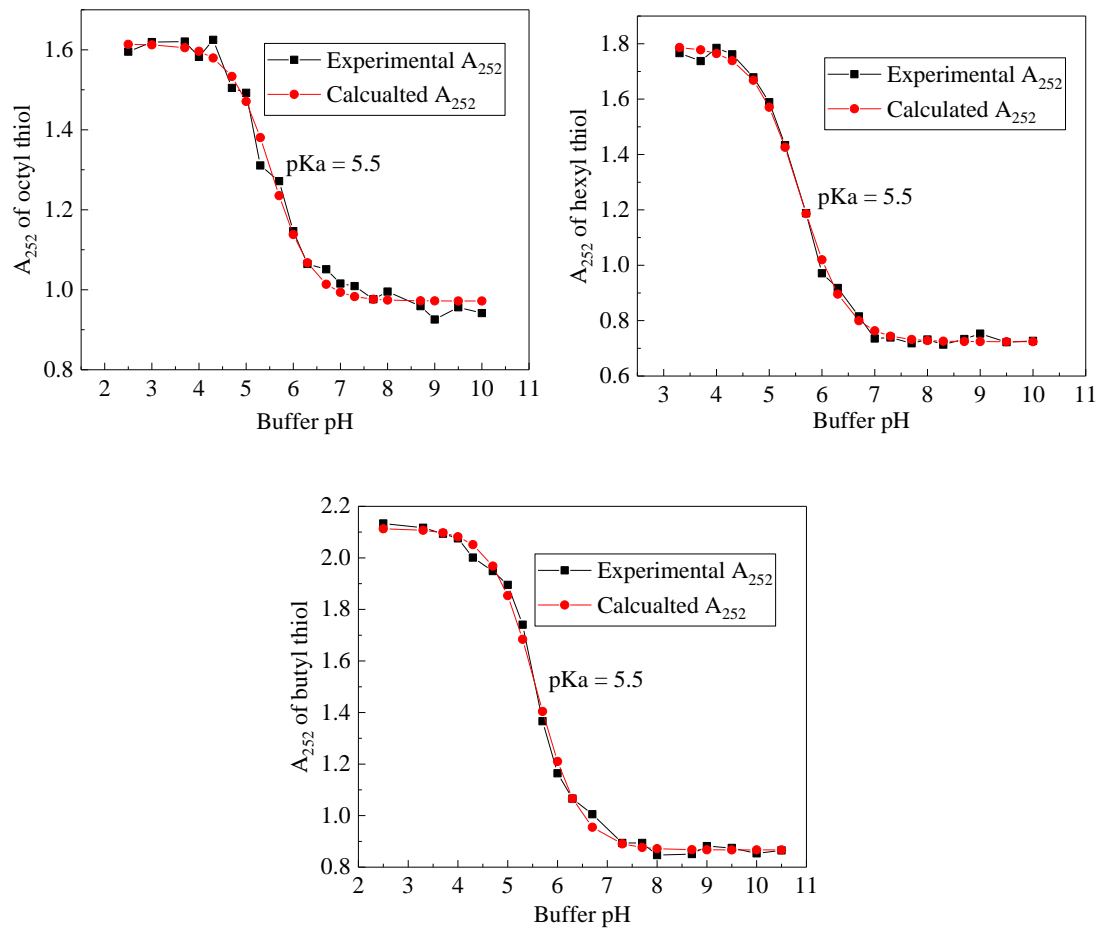 1.6
1.4
1.2
1.0
0.8
A₂₅₂ of octyl thiol
Experimental A₂₅₂
Calcualted A₂₅₂
pKa = 5.5
2 3 4 5 6 7 8 9 10 11
Buffer pH
1.8
1.6
1.4
1.2
1.0
0.8
0.6
A₂₅₂ of hexyl thiol
Experimental A₂₅₂
Calculated A₂₅₂
pKa = 5.5
3 4 5 6 7 8 9 10 11
Buffer pH
2.2
2.0
1.8
1.6
1.4
1.2
1.0
0.8
A₂₅₂ of butyl thiol
Experimental A₂₅₂
Calcualted A₂₅₂
pKa = 5.5
2 3 4 5 6 7 8 9 10 11
Buffer pH